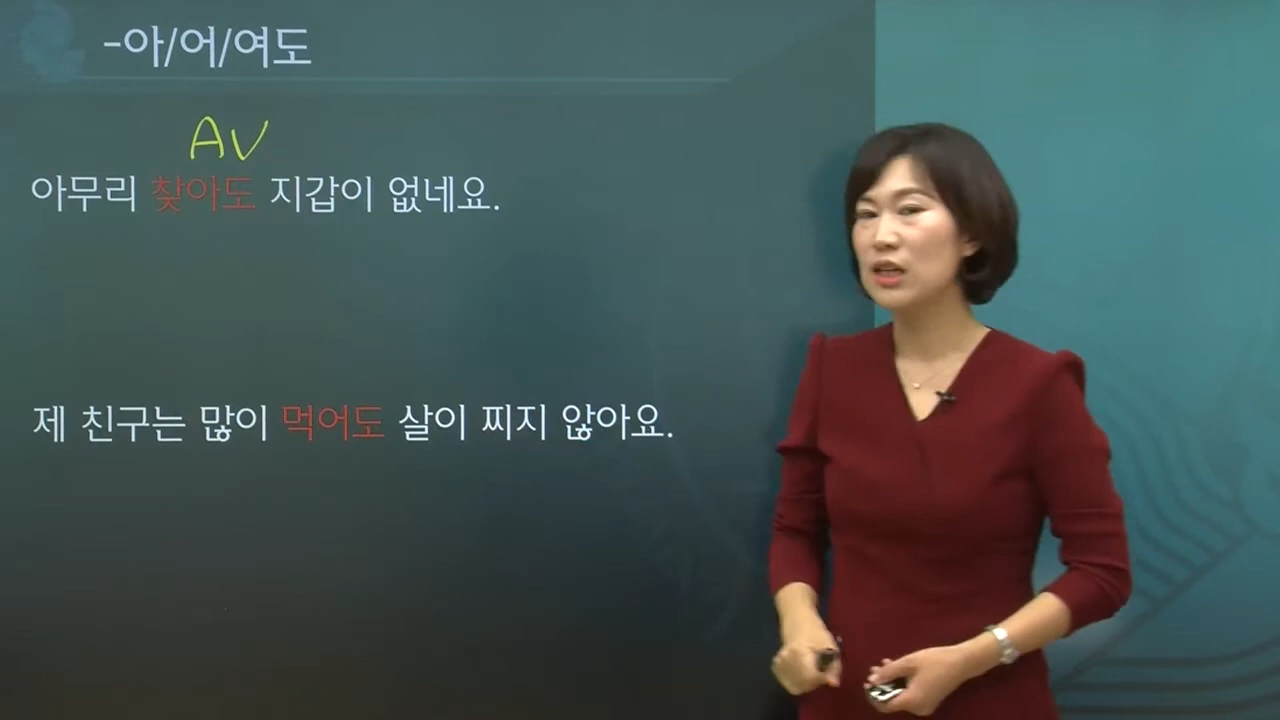 -아/어/여도
AV
아무리 찾아도 지갑이 없네요.
제 친구는 많이 먹어도 살이 찌지 않아요.